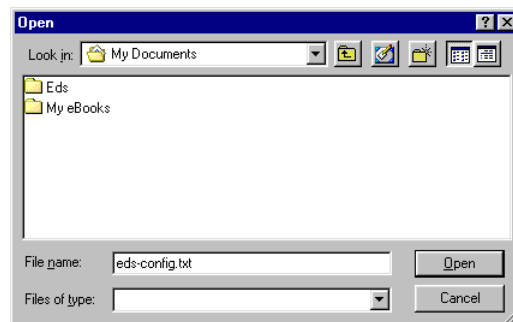 Open
Look in: My Documents
Eds
My eBooks
File name: eds-config.txt Open
Files of type: Cancel